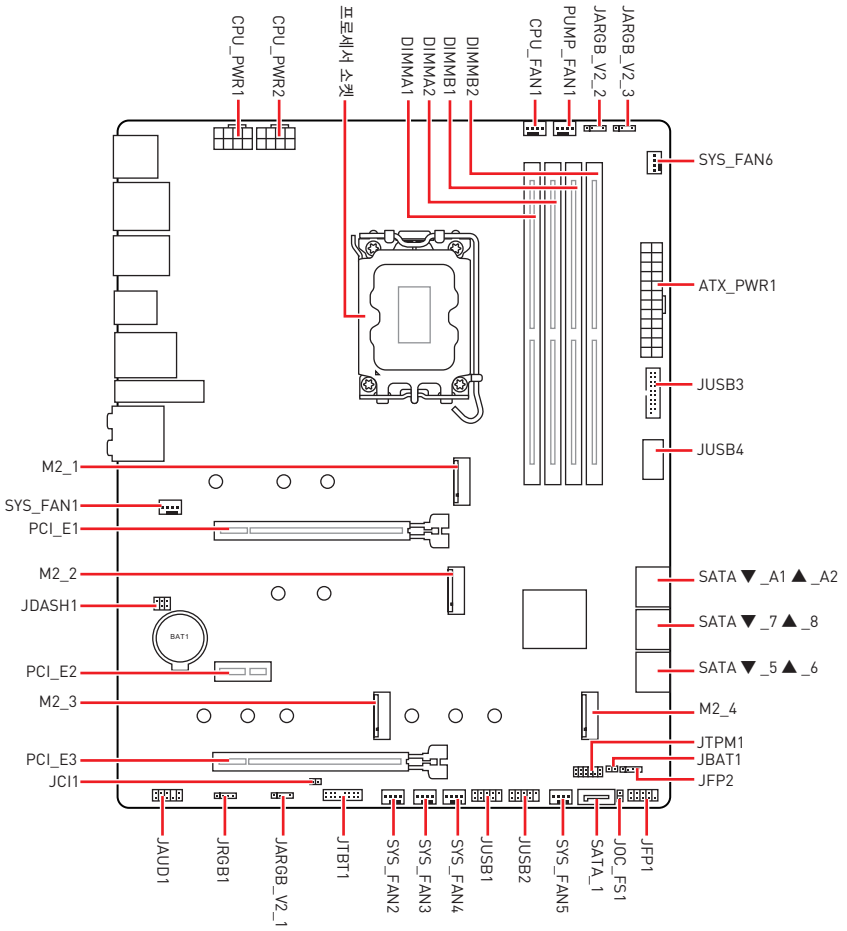 CPU_PWR1
CPU_PWR2
프로세서 소켓
DIMMA1
DIMMA2
DIMMB1
DIMMB2
CPU_FAN1
PUMP_FAN1
JARGB_V2_2
JARGB_V2_3
SYS_FAN6
ATX_PWR1
JUSB3
JUSB4
M2_1
SYS_FAN1
PCI_E1
M2_2
JDASH1
BAT1
PCI_E2
M2_3
PCI_E3
JCI1
SATA ▼ _A1 ▲ _A2
SATA ▼ _7 ▲ _8
SATA ▼ _5 ▲ _6
M2_4
JTPM1
JBAT1
JFP2
JAUD1
JRGB1
JARGB_V2_1
JTBT1
SYS_FAN2
SYS_FAN3
SYS_FAN4
JUSB1
JUSB2
SYS_FAN5
SATA_1
JOC_FS1
JFP1